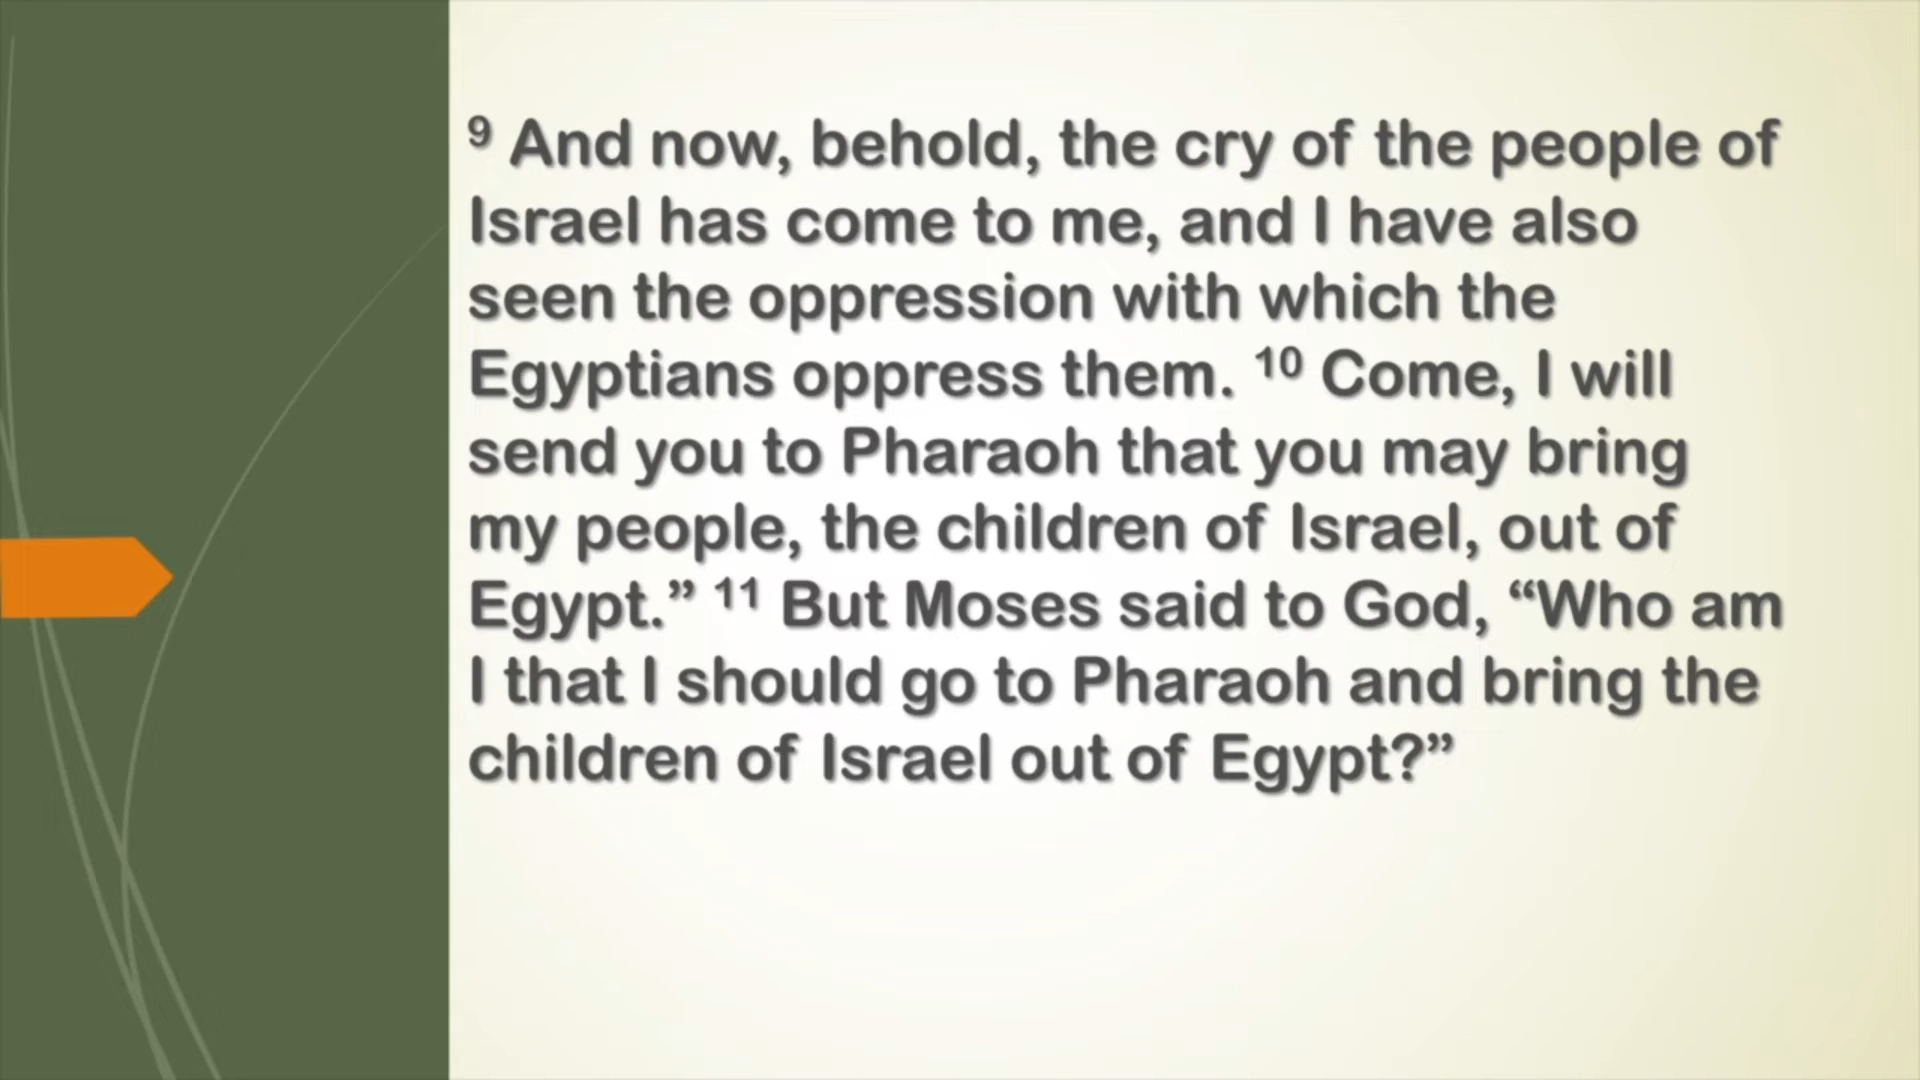 ⁹ And now, behold, the cry of the people of
Israel has come to me, and I have also
seen the oppression with which the
Egyptians oppress them. ¹⁰ Come, I will
send you to Pharaoh that you may bring
my people, the children of Israel, out of
Egypt.” ¹¹ But Moses said to God, “Who am
I that I should go to Pharaoh and bring the
children of Israel out of Egypt?”